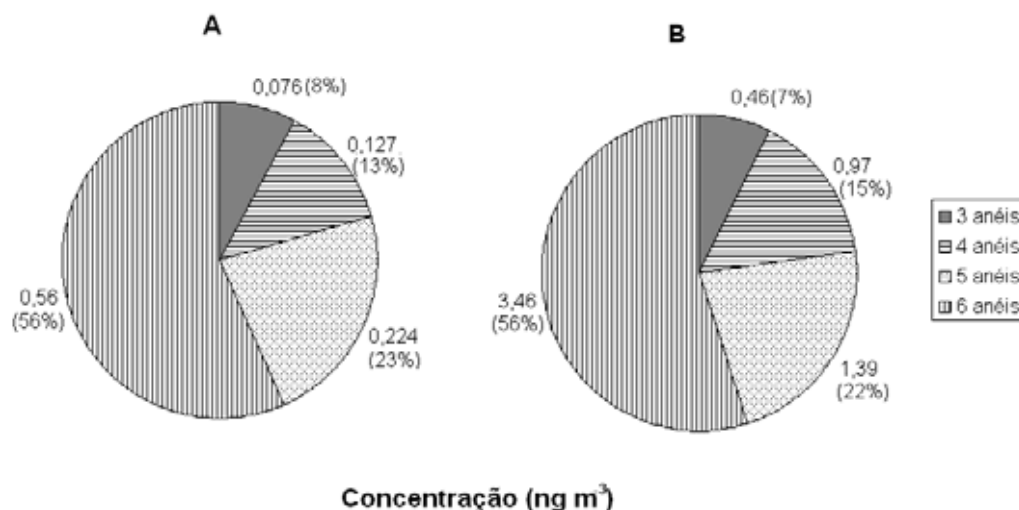 A
B
0,076(8%)
0,127
(13%)
0,224
(23%)
0,56
(56%)
0,46(7%)
0,97
(15%)
1,39
(22%)
3,46
(56%)
3 anéis
4 anéis
5 anéis
6 anéis
Concentração (ng m⁻³)